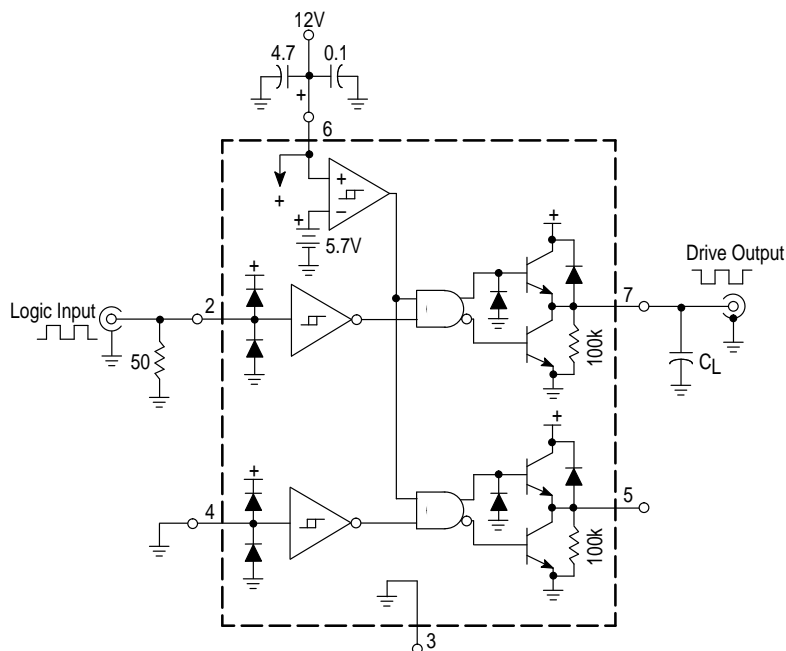 12V
4.7
0.1
+
6
+
+
−
+
5.7V
+
+
Drive Output
Logic Input
2
7
50
100k
CL
+
+
4
5
100k
3